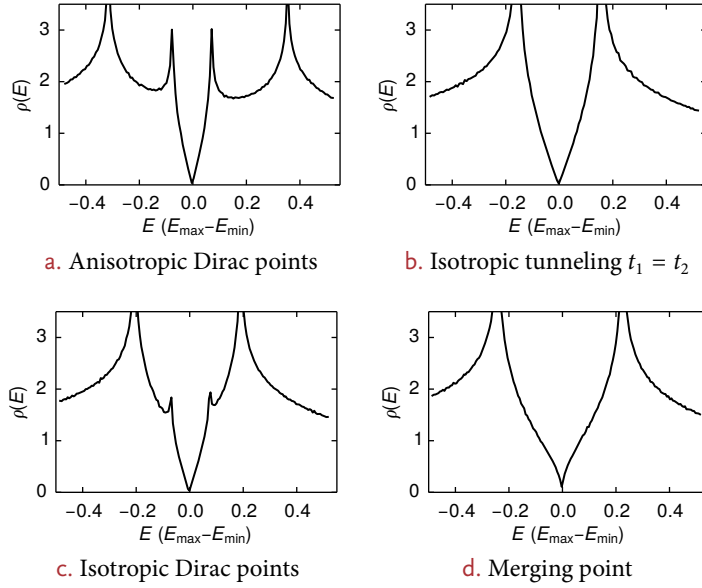 3
2
1
0
ρ(E)
−0.4 −0.2 0.0 0.2 0.4
E (Emax−Emin)
a. Anisotropic Dirac points
3
2
1
0
ρ(E)
−0.4 −0.2 0.0 0.2 0.4
E (Emax−Emin)
b. Isotropic tunneling t1 = t2
3
2
1
0
ρ(E)
−0.4 −0.2 0.0 0.2 0.4
E (Emax−Emin)
c. Isotropic Dirac points
3
2
1
0
ρ(E)
−0.4 −0.2 0.0 0.2 0.4
E (Emax−Emin)
d. Merging point